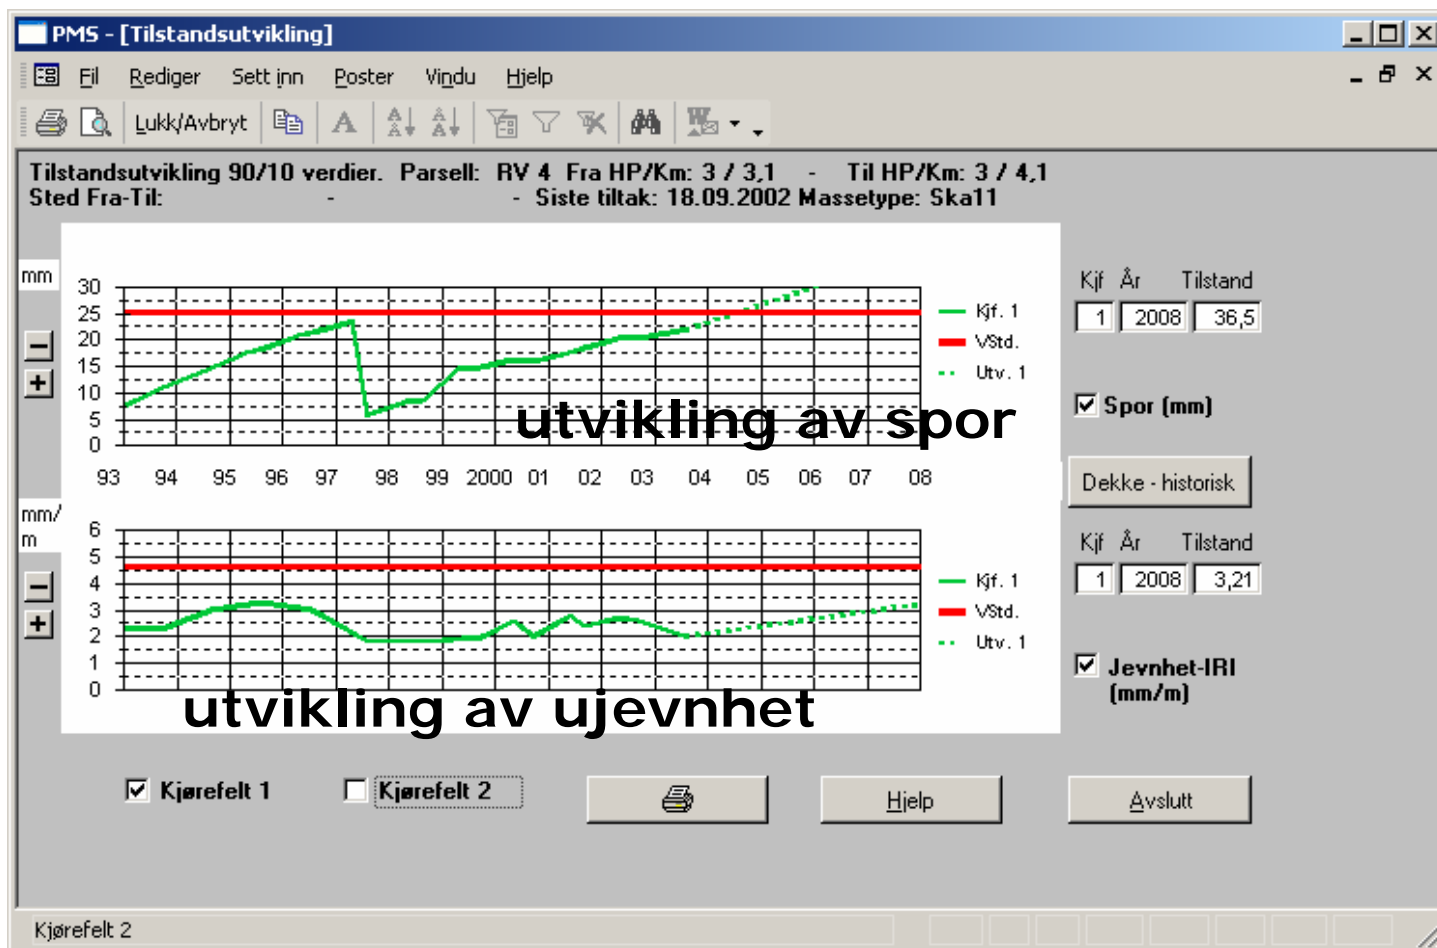 PMS - [Tilstandsutvikling]
Fil Rediger Sett inn Poster Vindu Hjelp
Lukk/Avbryt
Tilstandsutvikling 90/10 verdier. Parsell: RV 4 Fra HP/Km: 3 / 3,1 - Til HP/Km: 3 / 4,1
Sted Fra-Til: - - Siste tiltak: 18.09.2002 Massetype: Ska11
mm
30
25
20
15
10
5
0
93 94 95 96 97 98 99 2000 01 02 03 04 05 06 07 08
Kjf. 1
VStd.
Utv. 1
utvikling av spor
Kjf År Tilstand
1 2008 36,5
Spor (mm)
Dekke - historisk
mm/
m
6
5
4
3
2
1
0
Kjf. 1
VStd.
Utv. 1
utvikling av ujevnhet
Kjf År Tilstand
1 2008 3,21
Jevnhet-IRI
(mm/m)
Kjørefelt 1 Kjørefelt 2 Hjelp Avslutt
Kjørefelt 2